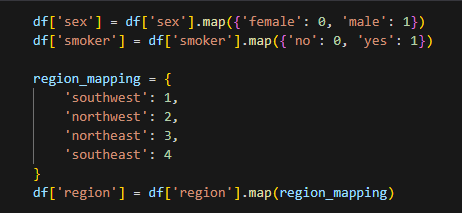 df['sex'] = df['sex'].map({'female': 0, 'male': 1})
df['smoker'] = df['smoker'].map({'no': 0, 'yes': 1})

region_mapping = {
    'southwest': 1,
    'northwest': 2,
    'northeast': 3,
    'southeast': 4
}
df['region'] = df['region'].map(region_mapping)